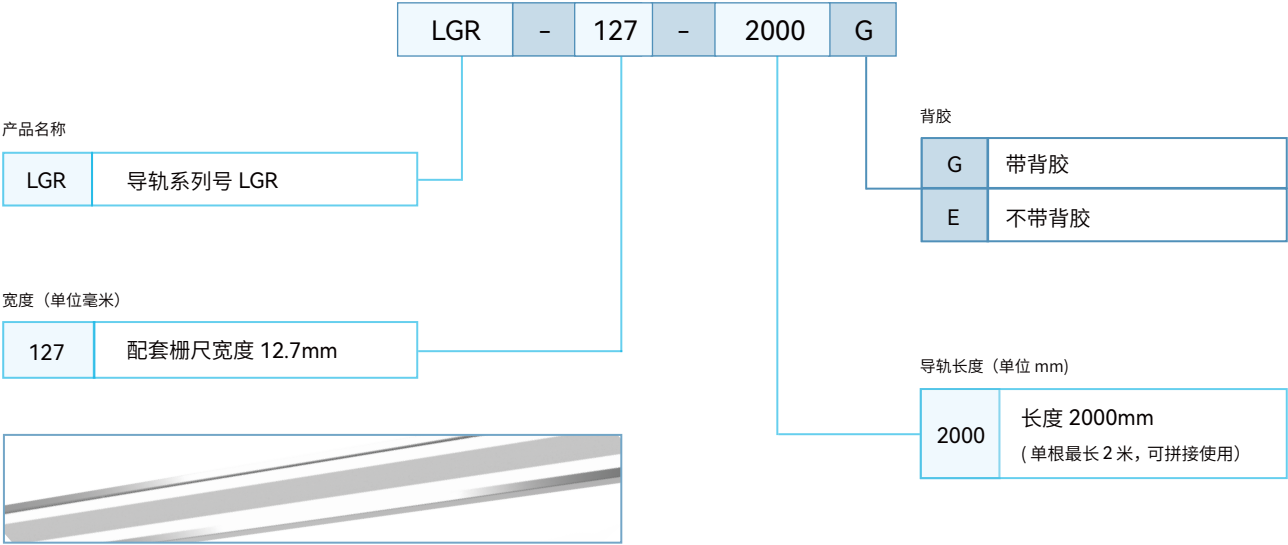 LGR - 127 - 2000 G
产品名称
LGR 导轨系列号 LGR
宽度（单位毫米）
127 配套栅尺宽度 12.7mm
背胶
G 带背胶
E 不带背胶
导轨长度（单位 mm)
2000 长度 2000mm
( 单根最长 2 米，可拼接使用）